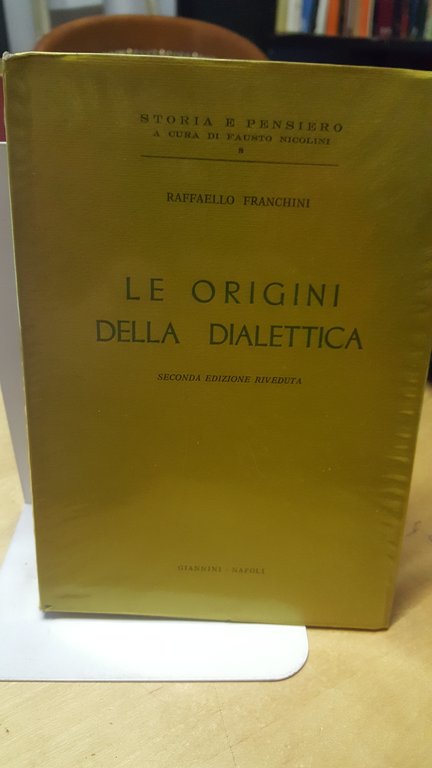 STORIA E PENSIERO
A CURA DI FAUSTO NICOLINI
8
RAFFAELLO FRANCHINI
LE ORIGINI
DELLA DIALETTICA
SECONDA EDIZIONE RIVEDUTA
GIANNINI - NAPOLI